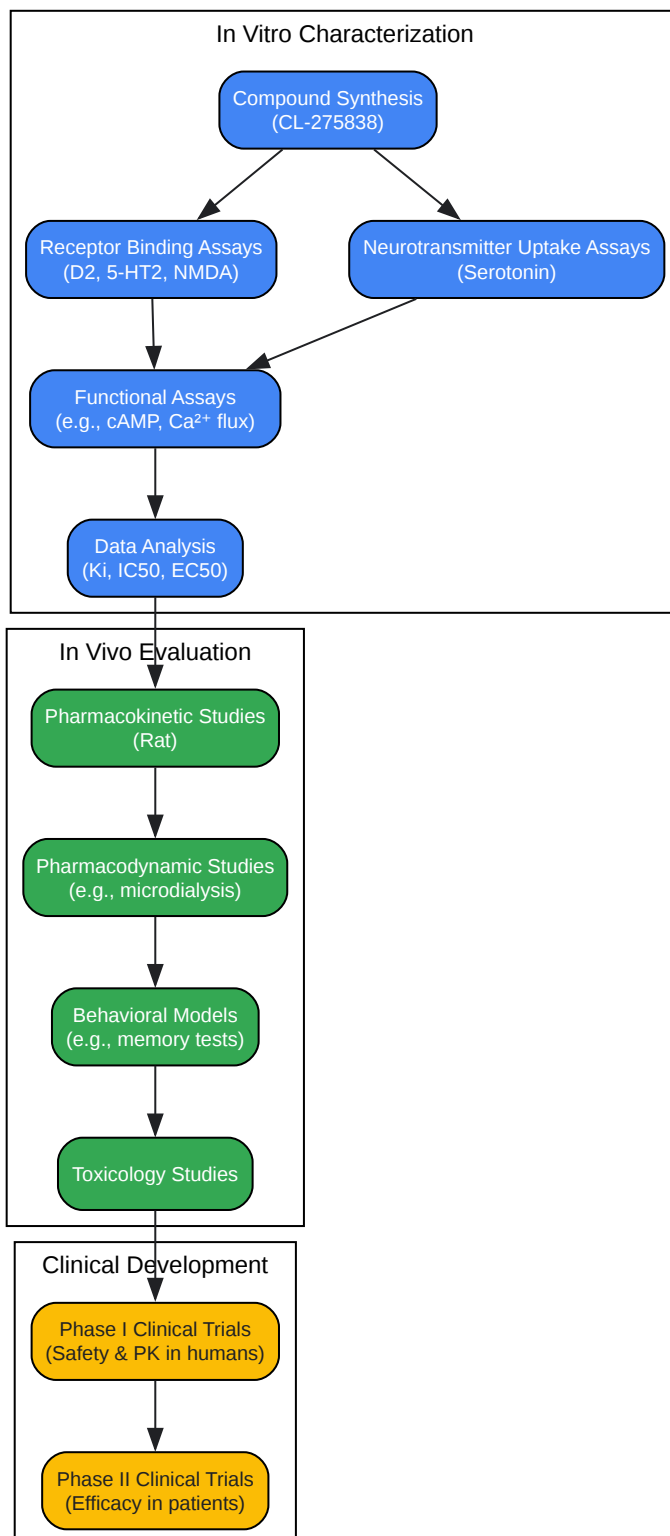 In Vitro Characterization
Compound Synthesis
(CL-275838)
Receptor Binding Assays
(D2, 5-HT2, NMDA)
Neurotransmitter Uptake Assays
(Serotonin)
Functional Assays
(e.g., cAMP, Ca²⁺ flux)
Data Analysis
(Ki, IC50, EC50)
In Vivo Evaluation
Pharmacokinetic Studies
(Rat)
Pharmacodynamic Studies
(e.g., microdialysis)
Behavioral Models
(e.g., memory tests)
Toxicology Studies
Clinical Development
Phase I Clinical Trials
(Safety & PK in humans)
Phase II Clinical Trials
(Efficacy in patients)